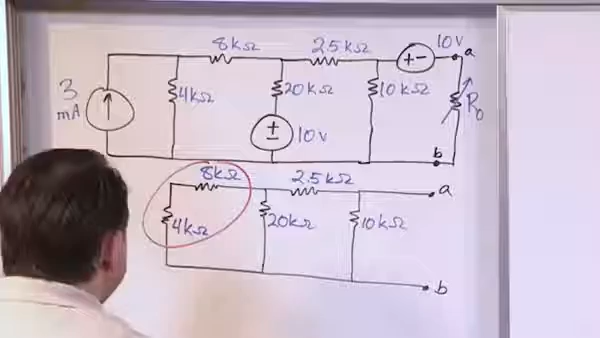 8kΩ 2.5kΩ 10V
+ - a
3 mA 4kΩ 20kΩ 10kΩ R₀
± 10V
b
8kΩ 2.5kΩ
a
4kΩ 20kΩ 10kΩ
b